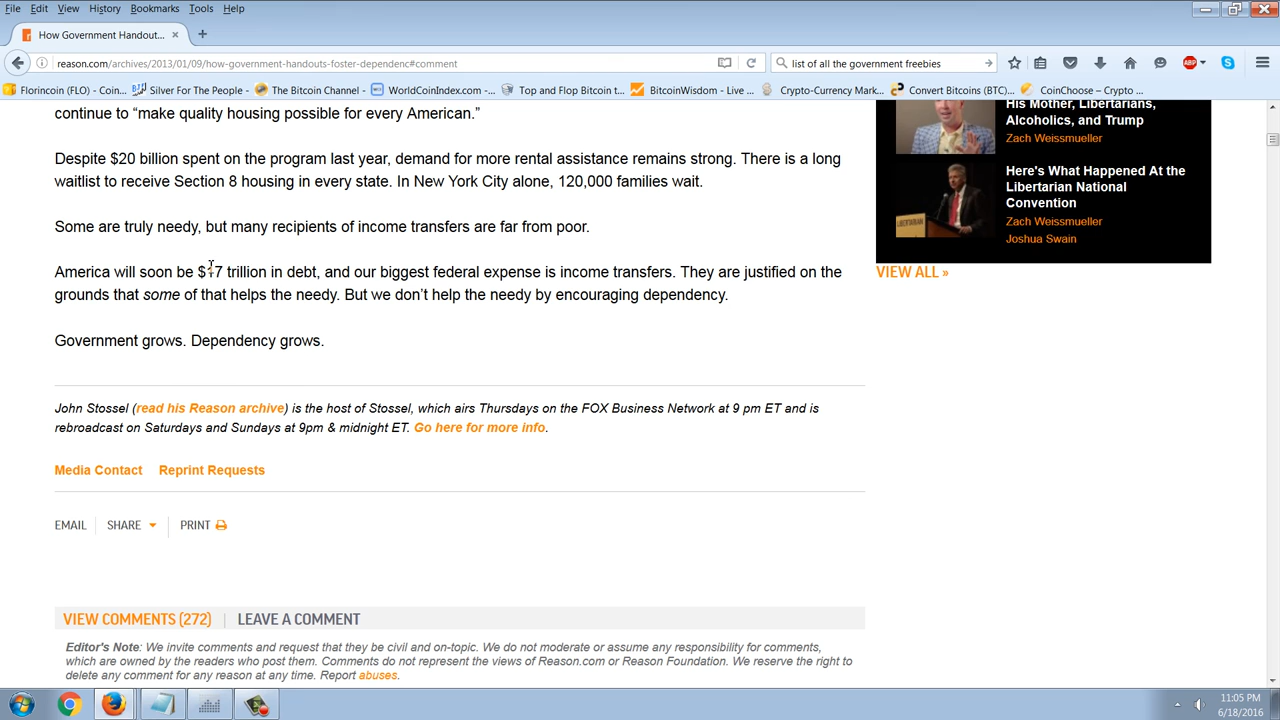 File Edit View History Bookmarks Tools Help
How Government Handout...
reason.com/archives/2013/01/09/how-government-handouts-foster-dependenc#comment
list of all the government freebies
ABP
Florincoin (FLO) - Coin... Silver For The People - ... The Bitcoin Channel - ... WorldCoinIndex.com - ... Top and Flop Bitcoin t... BitcoinWisdom - Live ... Crypto-Currency Mark... Convert Bitcoins (BTC)... CoinChoose – Crypto ...
continue to “make quality housing possible for every American.”
Despite $20 billion spent on the program last year, demand for more rental assistance remains strong. There is a long
waitlist to receive Section 8 housing in every state. In New York City alone, 120,000 families wait.
Some are truly needy, but many recipients of income transfers are far from poor.
America will soon be $17 trillion in debt, and our biggest federal expense is income transfers. They are justified on the
grounds that some of that helps the needy. But we don’t help the needy by encouraging dependency.
Government grows. Dependency grows.
John Stossel (read his Reason archive) is the host of Stossel, which airs Thursdays on the FOX Business Network at 9 pm ET and is
rebroadcast on Saturdays and Sundays at 9pm & midnight ET. Go here for more info.
Media Contact Reprint Requests
EMAIL SHARE PRINT
VIEW COMMENTS (272) | LEAVE A COMMENT
Editor's Note: We invite comments and request that they be civil and on-topic. We do not moderate or assume any responsibility for comments,
which are owned by the readers who post them. Comments do not represent the views of Reason.com or Reason Foundation. We reserve the right to
delete any comment for any reason at any time. Report abuses.
His Mother, Libertarians,
Alcoholics, and Trump
Zach Weissmueller
Here's What Happened At the
Libertarian National
Convention
Zach Weissmueller
Joshua Swain
VIEW ALL »
11:05 PM
6/18/2016